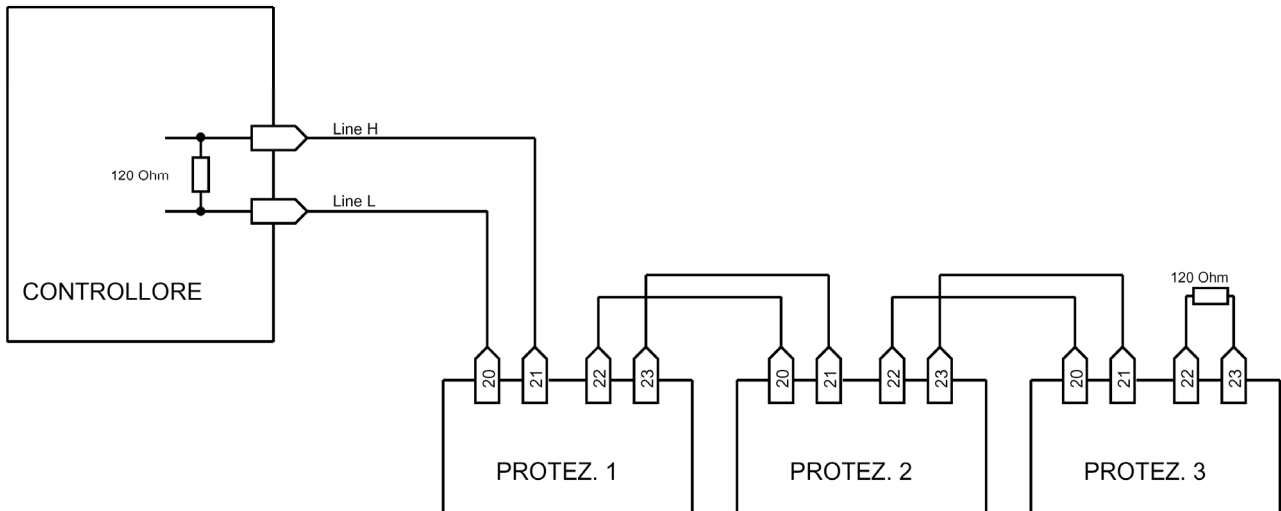 Line H
120 Ohm
Line L
CONTROLLORE
120 Ohm
20 21 22 23 20 21 22 23 20 21 22 23
PROTEZ. 1 PROTEZ. 2 PROTEZ. 3